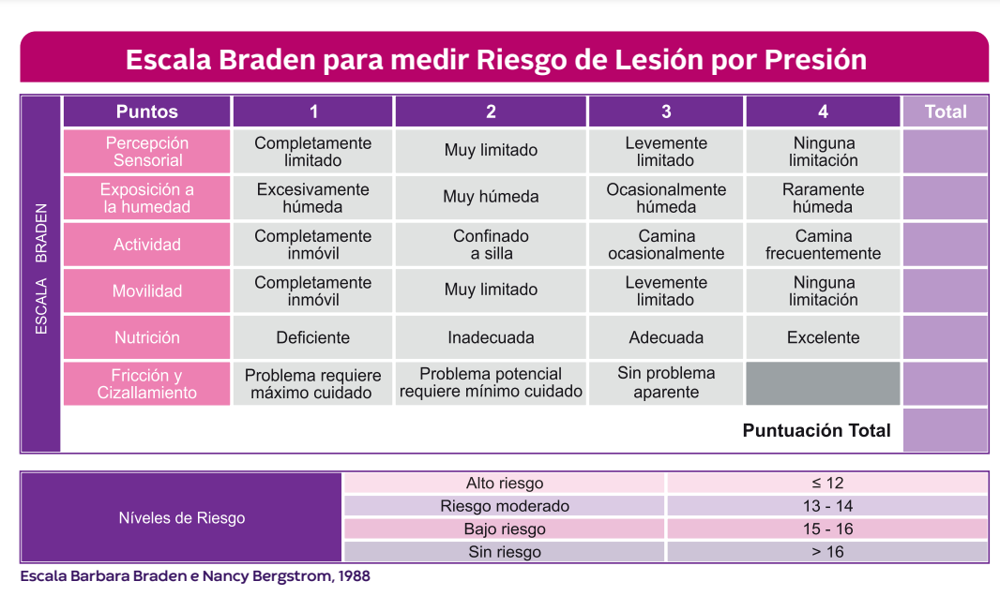 Escala Braden para medir Riesgo de Lesión por Presión
ESCALA BRADEN
Puntos 1 2 3 4 Total
Percepción
Sensorial
Completamente
limitado
Muy limitado
Levemente
limitado
Ninguna
limitación
Exposición a
la humedad
Excesivamente
húmeda
Muy húmeda
Ocasionalmente
húmeda
Raramente
húmeda
Actividad
Completamente
inmóvil
Confinado
a silla
Camina
ocasionalmente
Camina
frecuentemente
Movilidad
Completamente
inmóvil
Muy limitado
Levemente
limitado
Ninguna
limitación
Nutrición
Deficiente
Inadecuada
Adecuada
Excelente
Fricción y
Cizallamiento
Problema requiere
máximo cuidado
Problema potencial
requiere mínimo cuidado
Sin problema
aparente
Puntuación Total
Níveles de Riesgo
Alto riesgo ≤ 12
Riesgo moderado 13 - 14
Bajo riesgo 15 - 16
Sin riesgo > 16
Escala Barbara Braden e Nancy Bergstrom, 1988